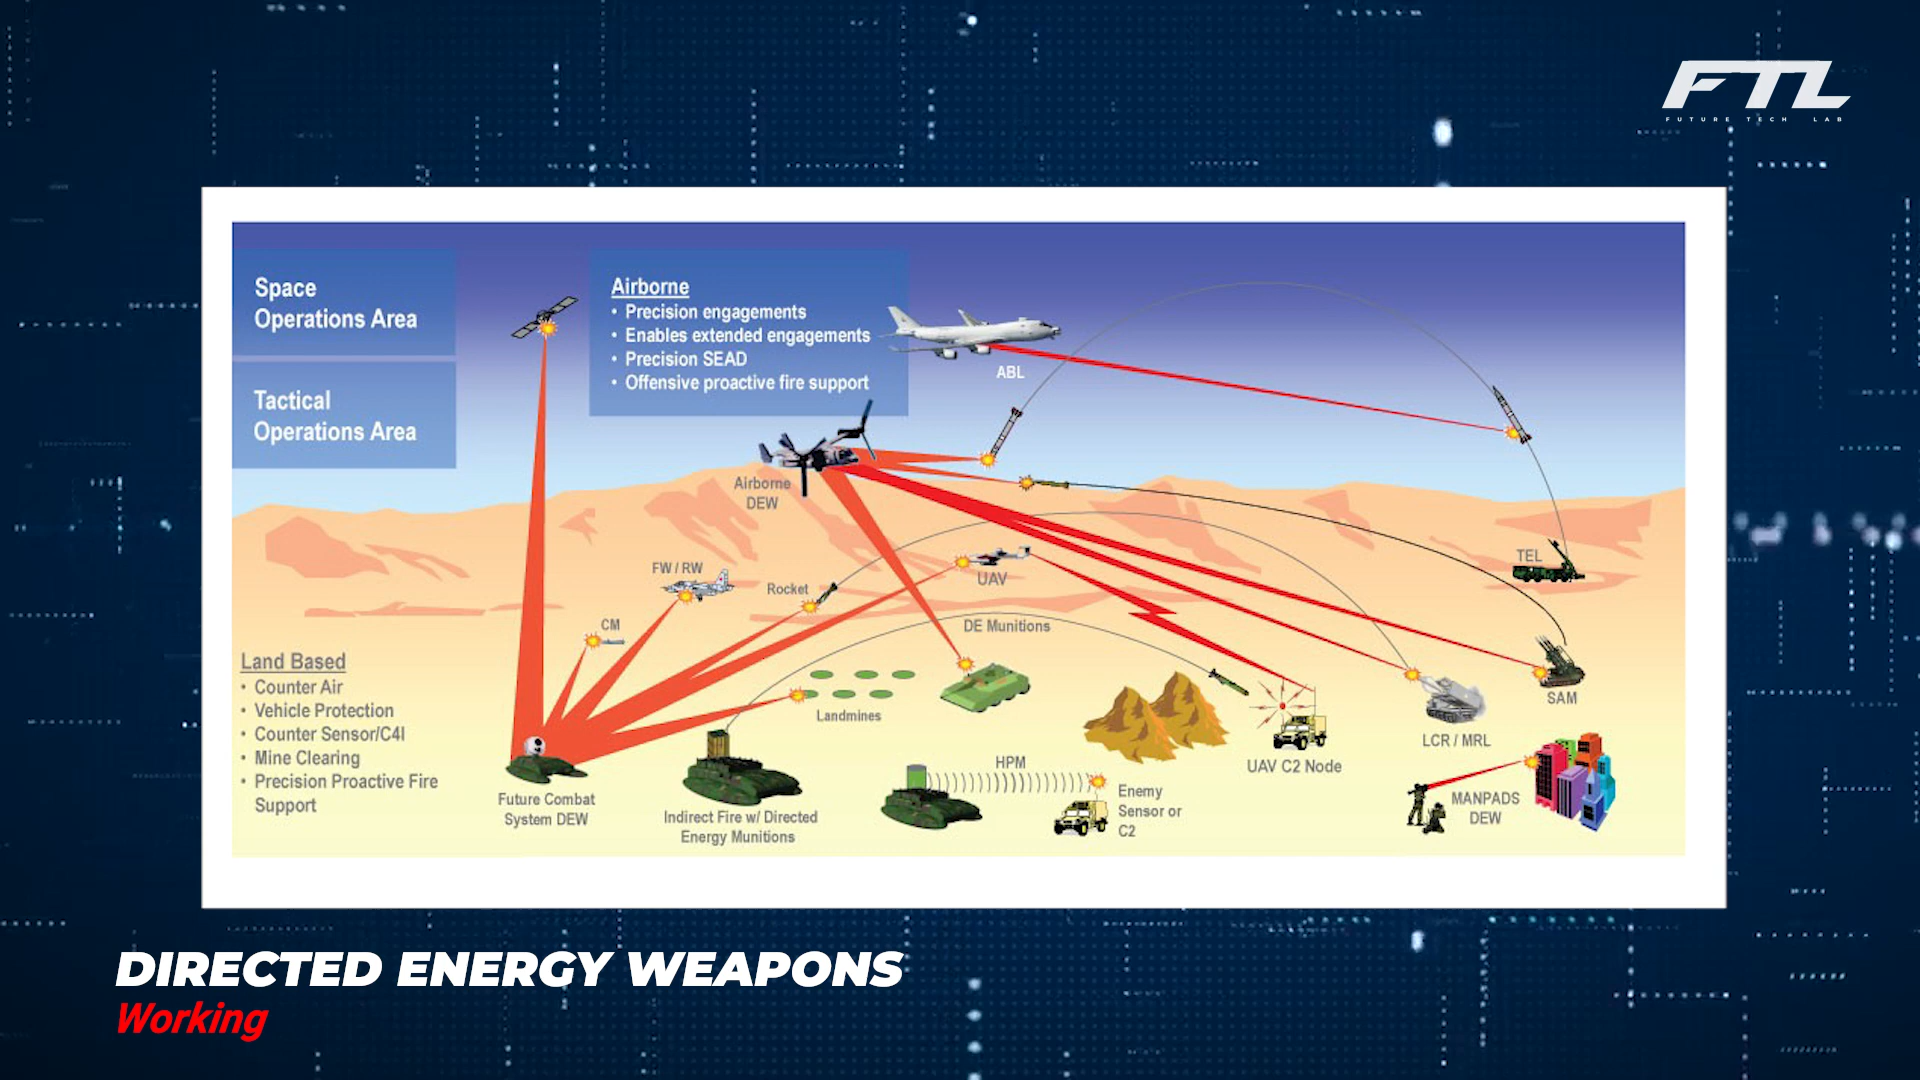 FTL
FUTURE TECH LAB
Space
Operations Area
Tactical
Operations Area
Airborne
• Precision engagements
• Enables extended engagements
• Precision SEAD
• Offensive proactive fire support
ABL
Airborne
DEW
FW / RW
Rocket
UAV
TEL
CM
DE Munitions
Land Based
• Counter Air
• Vehicle Protection
• Counter Sensor/C4I
• Mine Clearing
• Precision Proactive Fire
Support
Landmines
SAM
LCR / MRL
UAV C2 Node
HPM
Future Combat
System DEW
Indirect Fire w/ Directed
Energy Munitions
Enemy
Sensor or
C2
MANPADS
DEW
DIRECTED ENERGY WEAPONS
Working